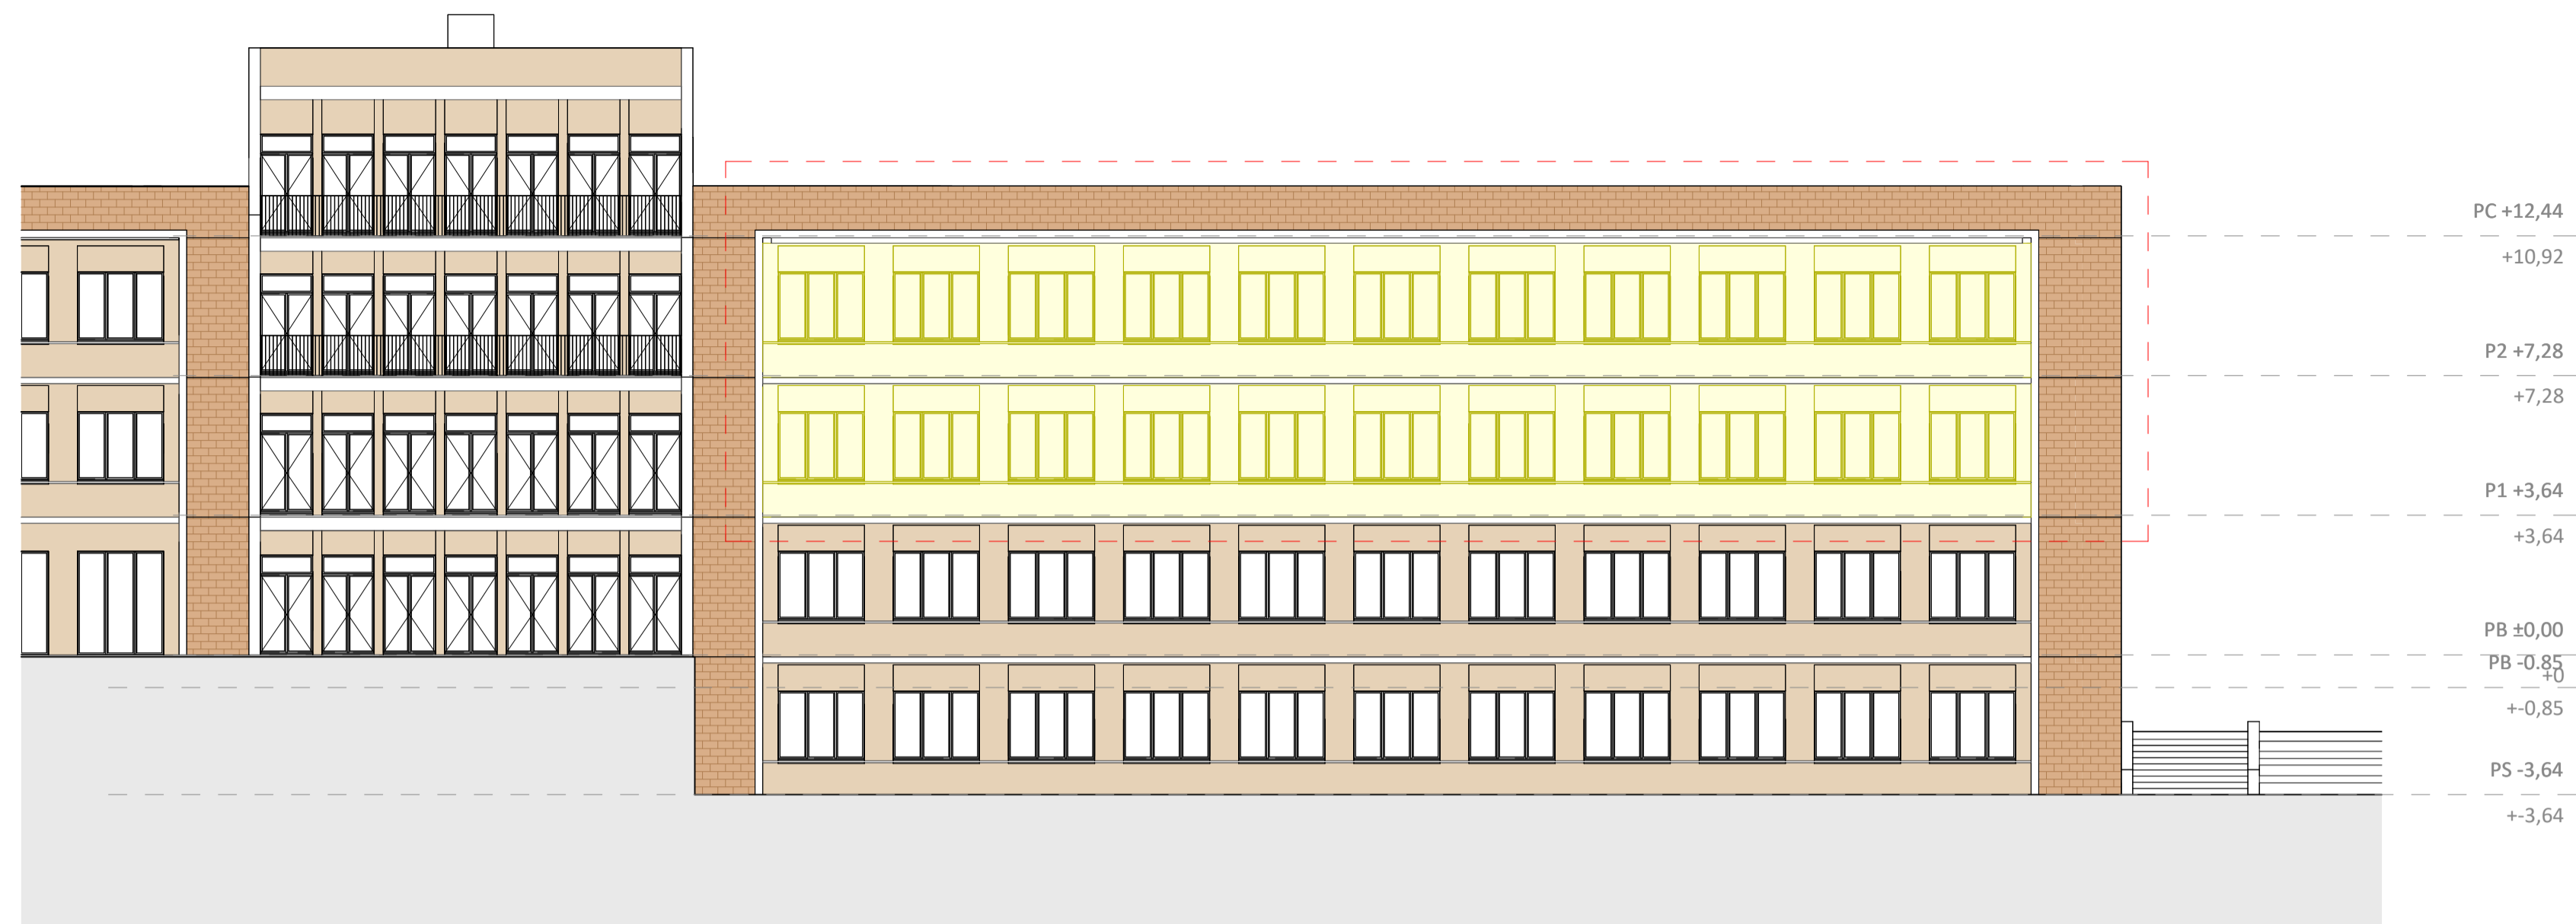 PC +12,44
+10,92
P2 +7,28
+7,28
P1 +3,64
+3,64
PB ±0,00
PB -0.85
+0
+-0,85
PS -3,64
+-3,64